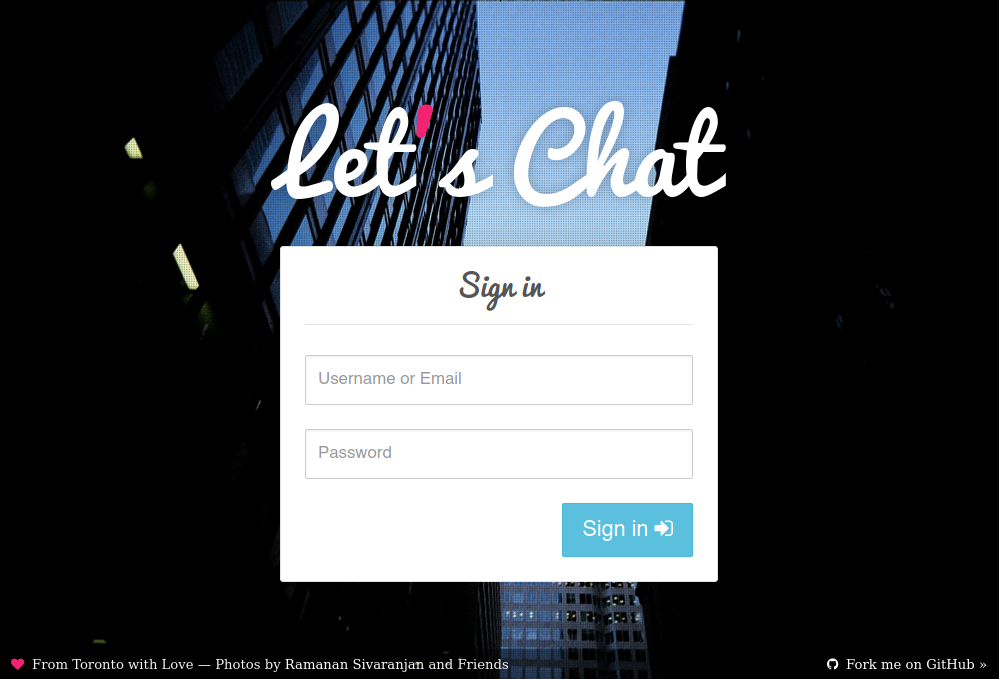 Let's Chat
Sign in
Username or Email
Password
Sign in
From Toronto with Love — Photos by Ramanan Sivaranjan and Friends
Fork me on GitHub »